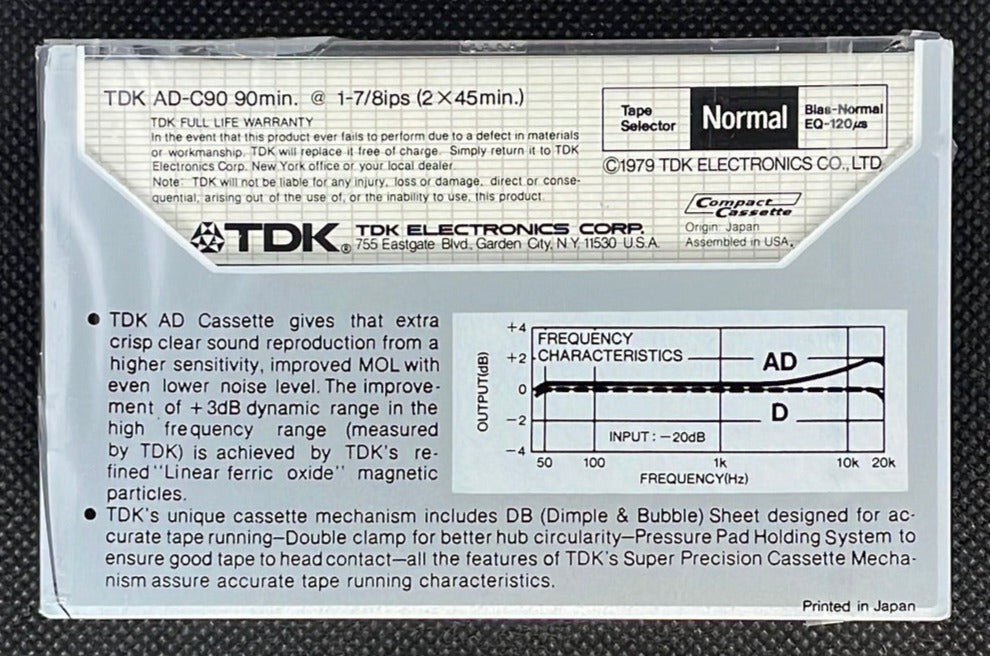 TDK AD-C90 90min. @ 1-7/8ips (2×45min.)
TDK FULL LIFE WARRANTY
In the event that this product ever fails to perform due to a defect in materials
or workmanship, TDK will replace it free of charge. Simply return it to TDK
Electronics Corp. New York office or your local dealer.
Note: TDK will not be liable for any injury, loss or damage, direct or conse-
quential, arising out of the use of, or the inability to use, this product.
Tape
Selector
Normal
Bias-Normal
EQ-120μs
©1979 TDK ELECTRONICS CO., LTD.
Compact
Cassette
Origin: Japan
Assembled in USA.
TDK®
TDK ELECTRONICS CORP.
755 Eastgate Blvd., Garden City, N.Y. 11530 U.S.A.
● TDK AD Cassette gives that extra
crisp clear sound reproduction from a
higher sensitivity, improved MOL with
even lower noise level. The improve-
ment of +3dB dynamic range in the
high frequency range (measured
by TDK) is achieved by TDK's re-
fined "Linear ferric oxide" magnetic
particles.
FREQUENCY
CHARACTERISTICS
AD
D
INPUT : −20dB
OUTPUT(dB)
+4
+2
0
−2
−4
50 100 1k 10k 20k
FREQUENCY(Hz)
● TDK's unique cassette mechanism includes DB (Dimple & Bubble) Sheet designed for ac-
curate tape running—Double clamp for better hub circularity—Pressure Pad Holding System to
ensure good tape to head contact—all the features of TDK's Super Precision Cassette Mecha-
nism assure accurate tape running characteristics.
Printed in Japan